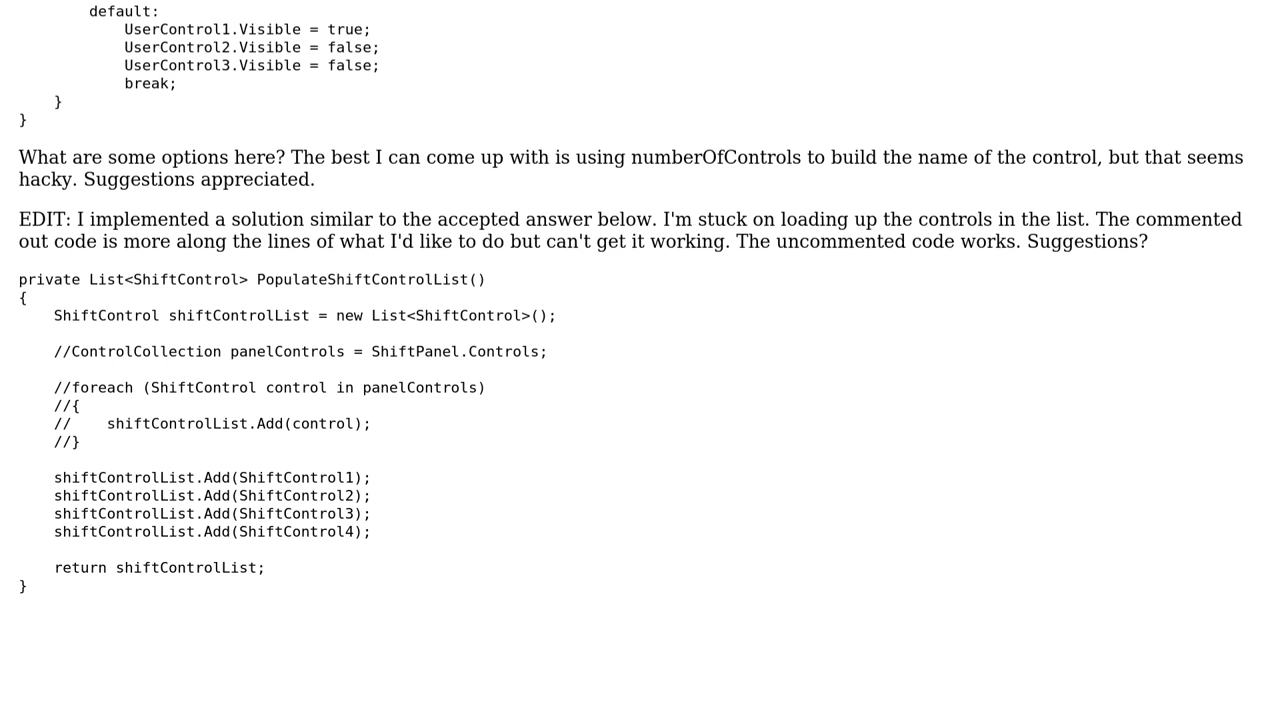 default:
            UserControl1.Visible = true;
            UserControl2.Visible = false;
            UserControl3.Visible = false;
            break;
    }
}
What are some options here? The best I can come up with is using numberOfControls to build the name of the control, but that seems
hacky. Suggestions appreciated.
EDIT: I implemented a solution similar to the accepted answer below. I'm stuck on loading up the controls in the list. The commented
out code is more along the lines of what I'd like to do but can't get it working. The uncommented code works. Suggestions?
private List<ShiftControl> PopulateShiftControlList()
{
    ShiftControl shiftControlList = new List<ShiftControl>();
    //ControlCollection panelControls = ShiftPanel.Controls;
    //foreach (ShiftControl control in panelControls)
    //{
    //    shiftControlList.Add(control);
    //}
    shiftControlList.Add(ShiftControl1);
    shiftControlList.Add(ShiftControl2);
    shiftControlList.Add(ShiftControl3);
    shiftControlList.Add(ShiftControl4);
    return shiftControlList;
}